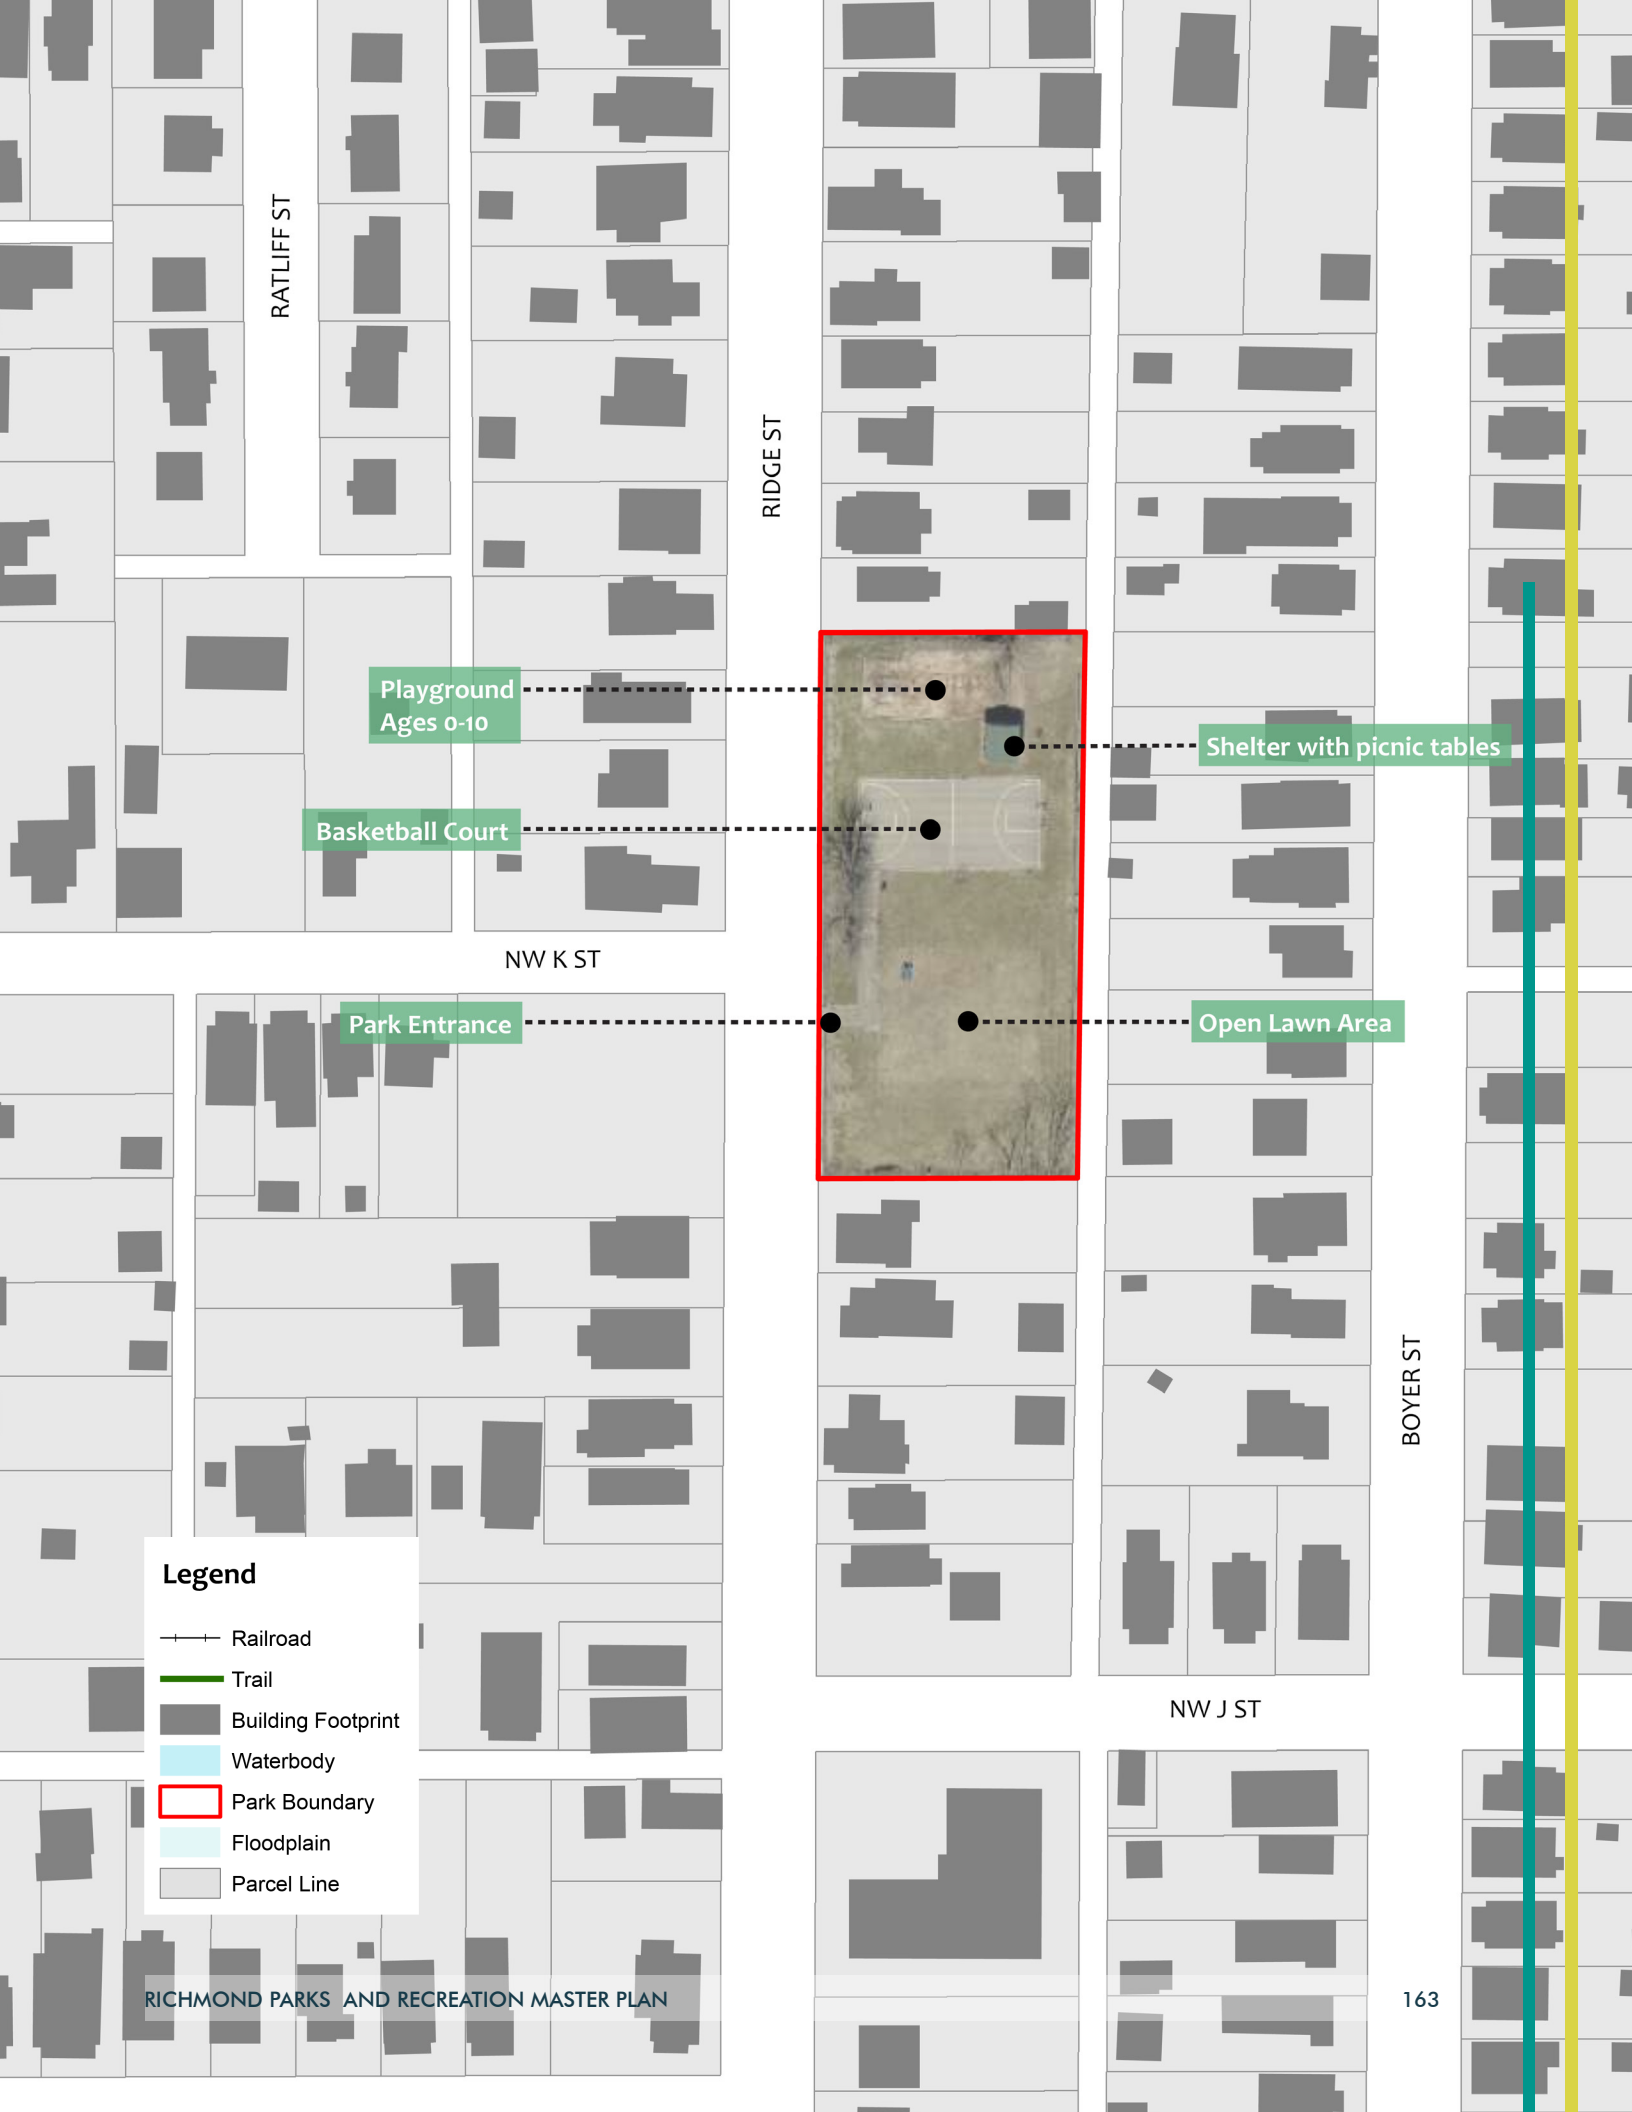 RATLIFF ST
RIDGE ST
Playground
Ages 0-10
Shelter with picnic tables
Basketball Court
NW K ST
Park Entrance
Open Lawn Area
BOYER ST
Legend
Railroad
Trail
Building Footprint
Waterbody
Park Boundary
Floodplain
Parcel Line
NW J ST
RICHMOND PARKS AND RECREATION MASTER PLAN
163